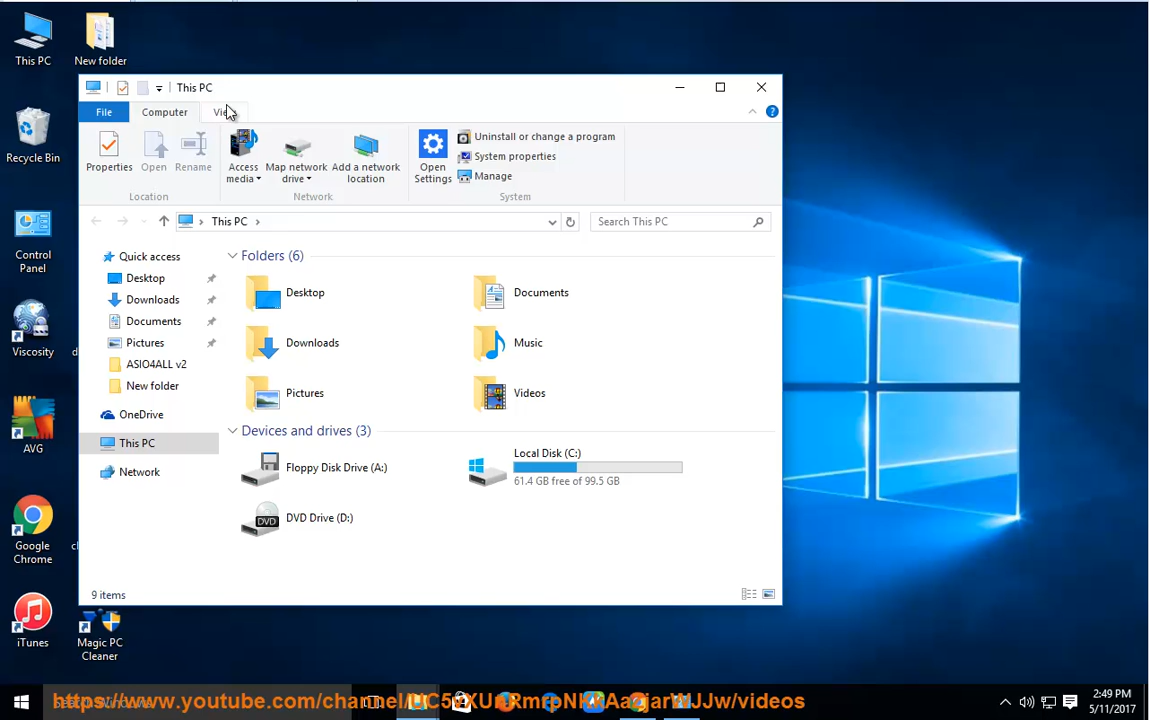 This PC
New folder
Recycle Bin
Control
Panel
Viscosity
AVG
Google
Chrome
iTunes
Magic PC
Cleaner
This PC
File
Computer
Properties
Open
Rename
Location
Access
media
Map network
drive
Add a network
location
Network
Open
Settings
Uninstall or change a program
System properties
Manage
System
This PC
Search This PC
Quick access
Desktop
Downloads
Documents
Pictures
ASIO4ALL v2
New folder
OneDrive
This PC
Network
Folders (6)
Desktop
Documents
Downloads
Music
Pictures
Videos
Devices and drives (3)
Floppy Disk Drive (A:)
Local Disk (C:)
61.4 GB free of 99.5 GB
DVD DVD Drive (D:)
9 items
2:49 PM
5/11/2017